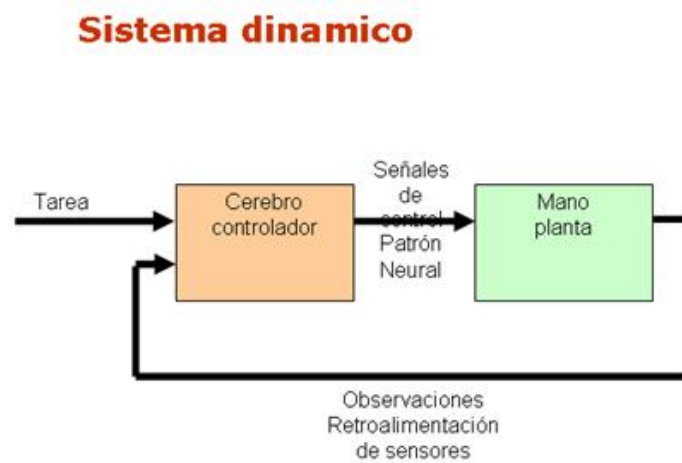 Sistema dinamico
Tarea
Cerebro
controlador
Señales
de
control
Patrón
Neural
Mano
planta
Observaciones
Retroalimentación
de sensores